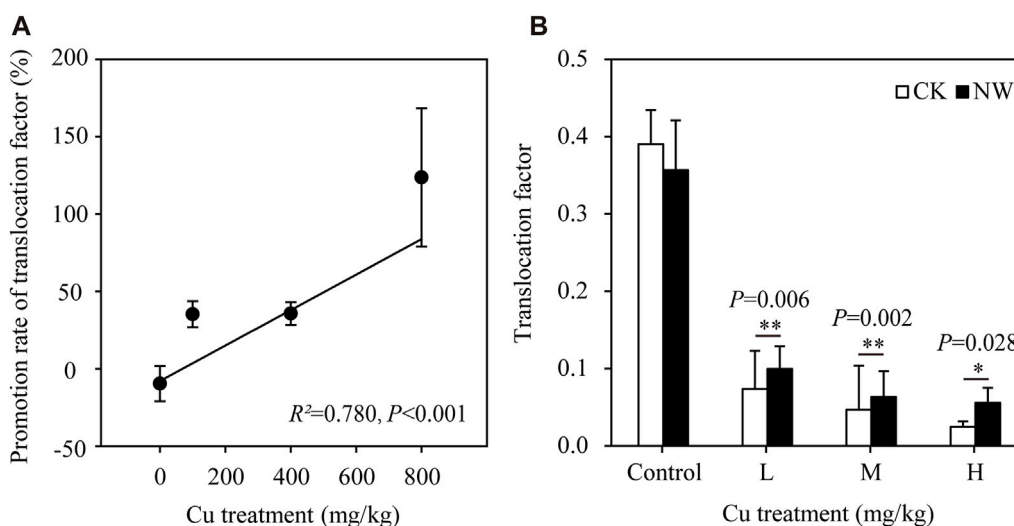 A
Promotion rate of translocation factor (%)
200
150
100
50
0
-50
R²=0.780, P<0.001
0 200 400 600 800
Cu treatment (mg/kg)
B
Translocation factor
0.5
0.4
0.3
0.2
0.1
0.0
CK NW
P=0.006
**
P=0.002
**
P=0.028
*
Control L M H
Cu treatment (mg/kg)